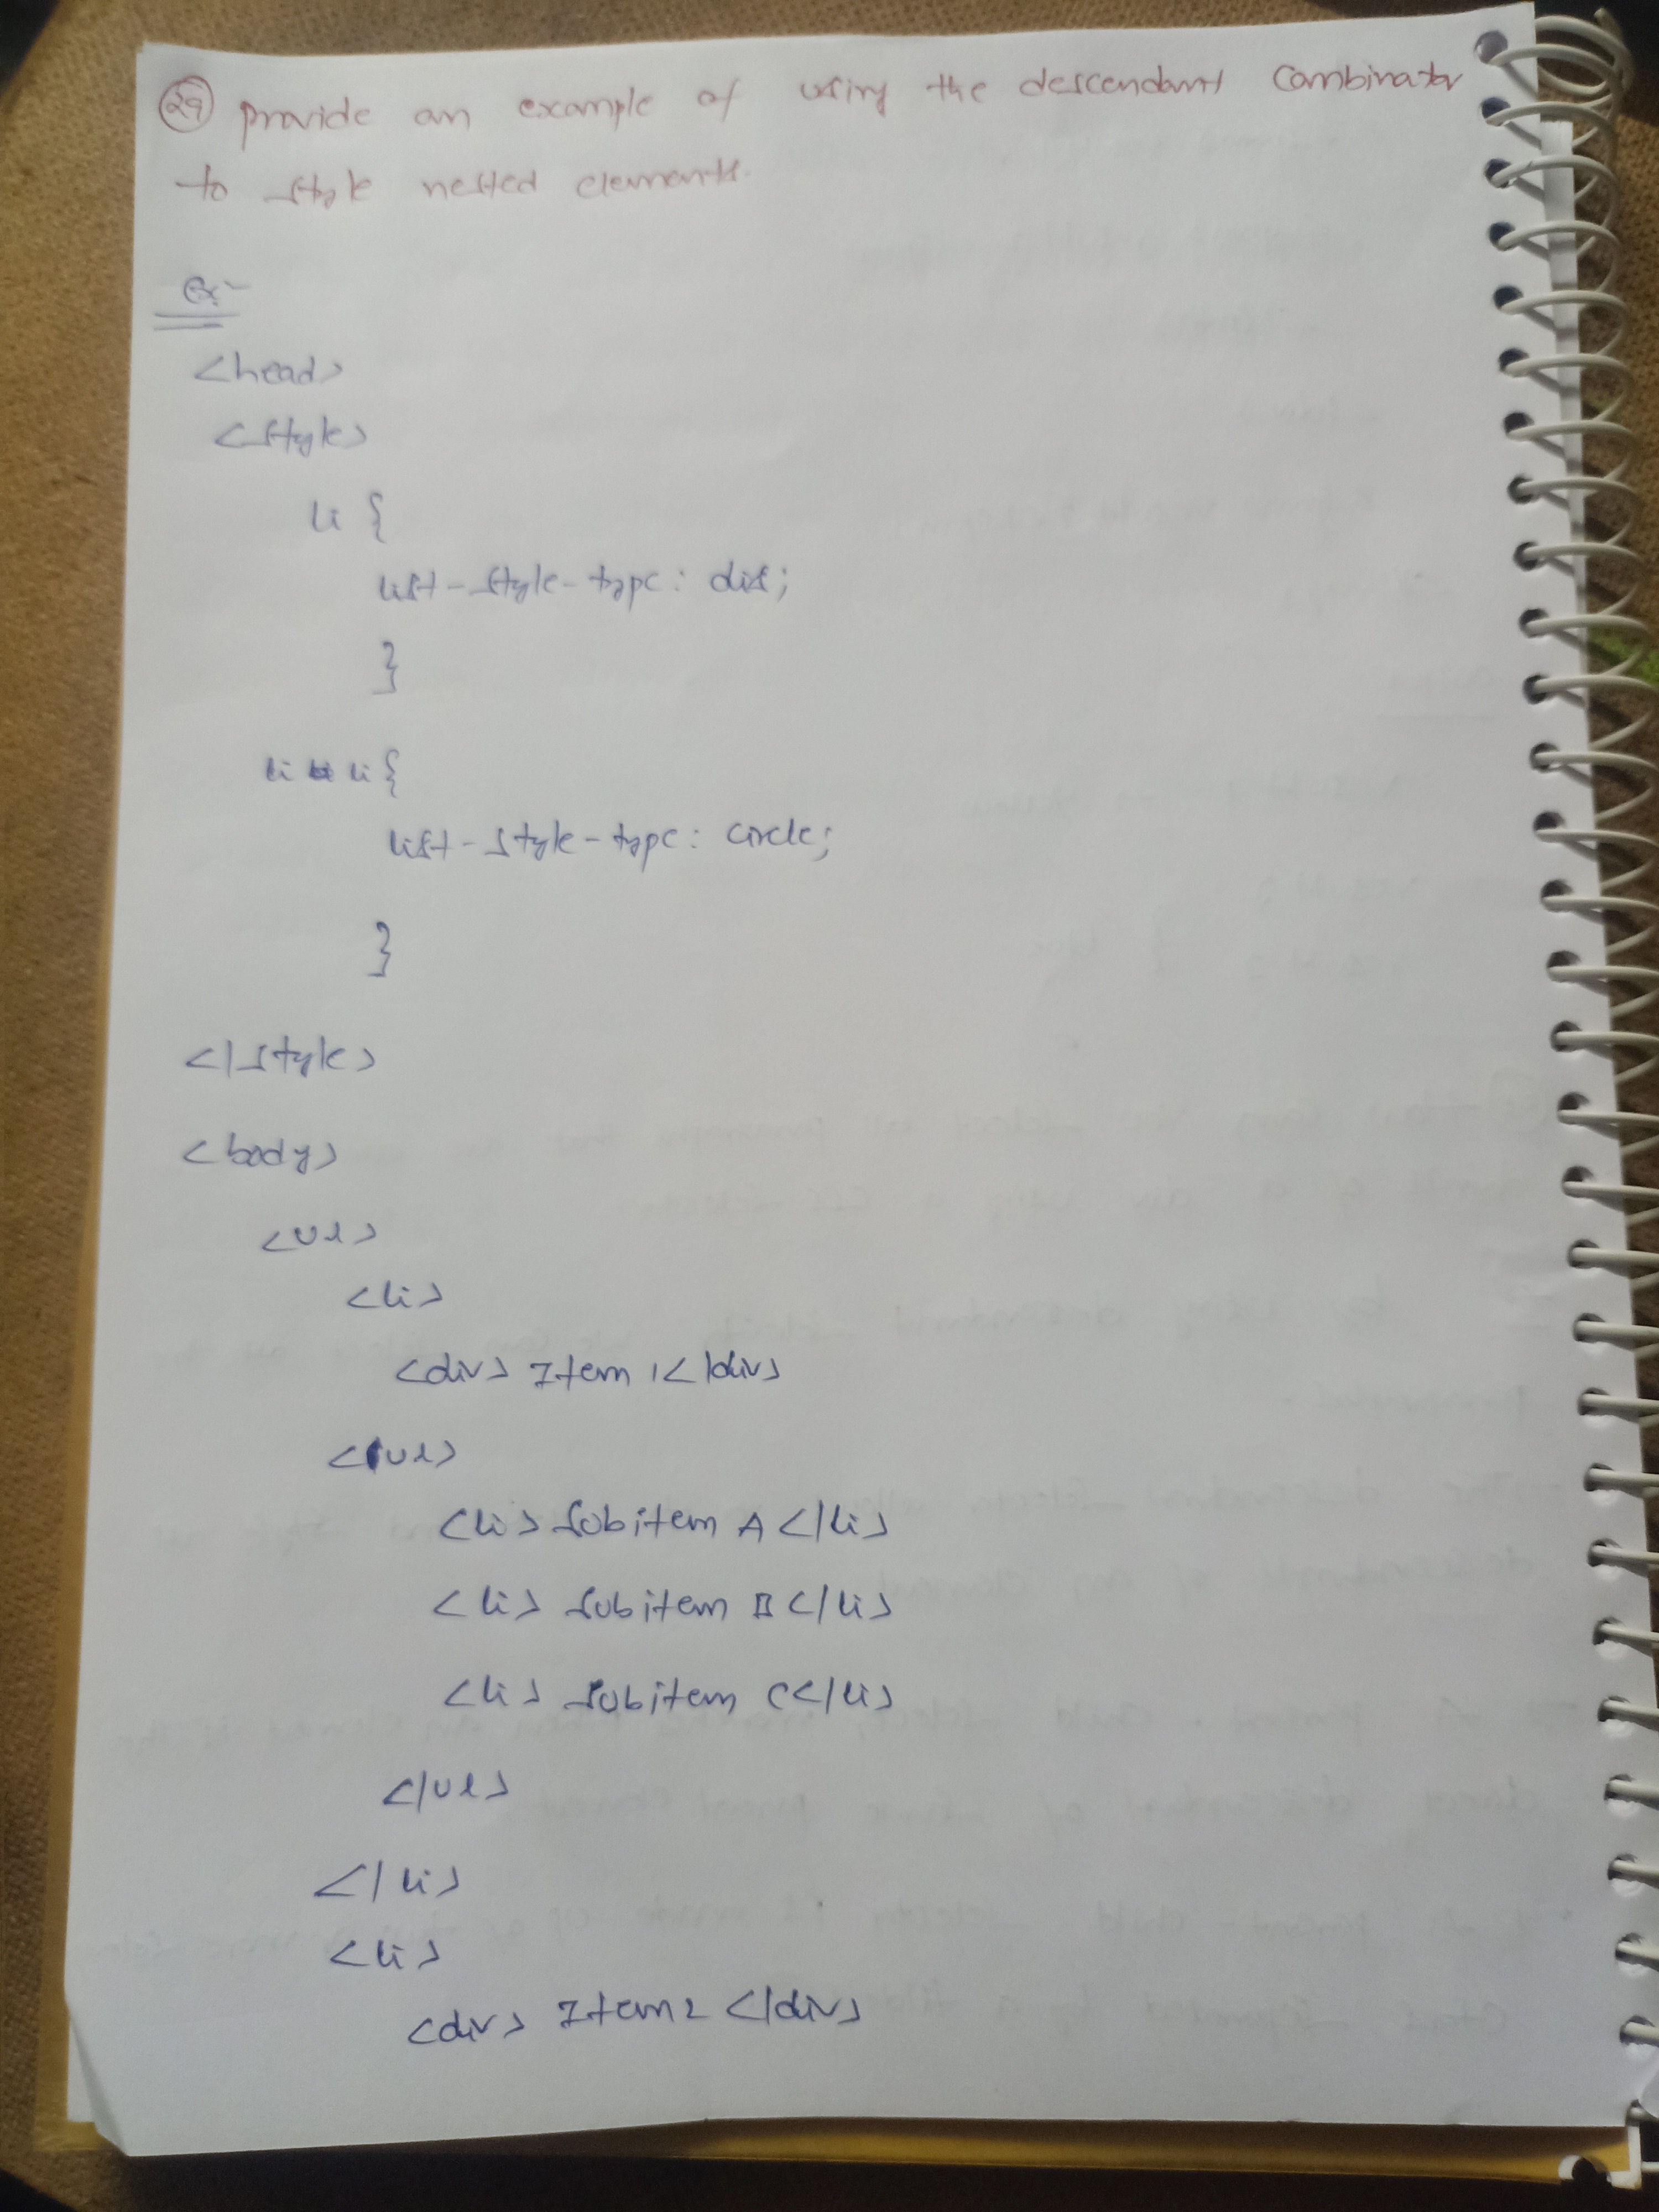 29 provide an example of using the descendant combinator
to style nested elements.
Ex:-
<head>
<style>
li {
list-style-type: dis;
}
li li {
list-style-type: circle;
}
</style>
<body>
<ul>
<li>
<div> Item 1</div>
<ul>
<li> Subitem A </li>
<li> Subitem B </li>
<li> Subitem C</li>
</ul>
</li>
<li>
<div> Item 2 </div>